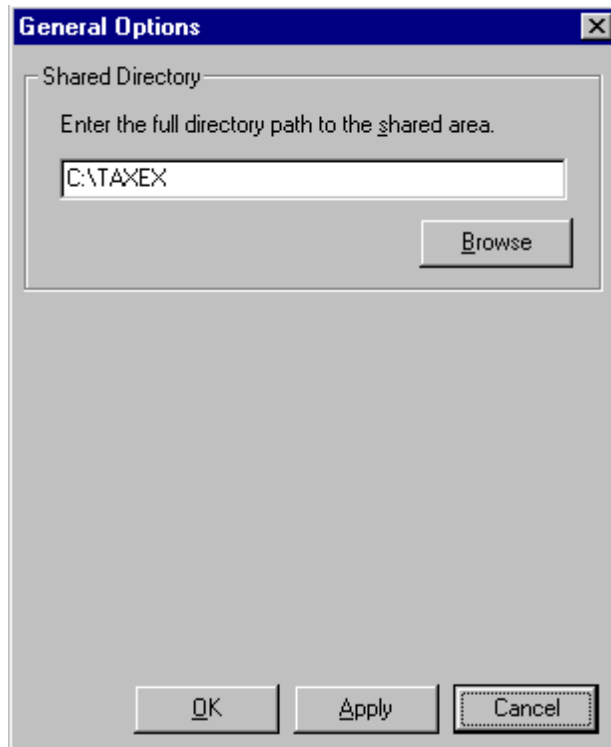 General Options
Shared Directory
Enter the full directory path to the shared area.
C:\TAXEX
Browse
OK Apply Cancel